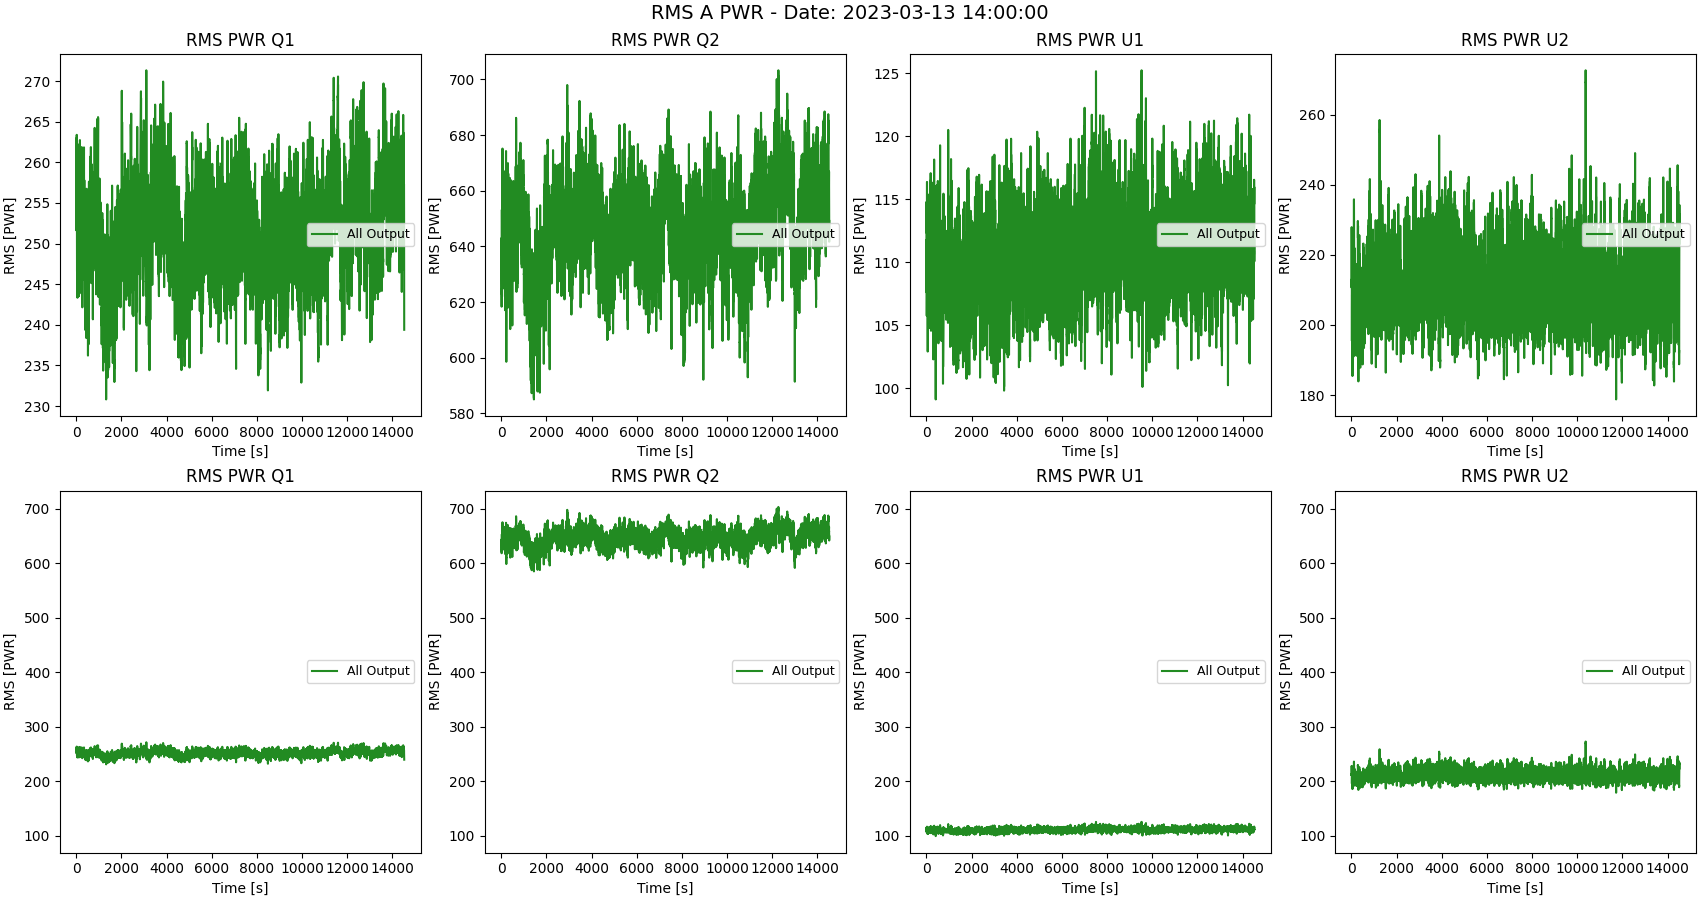 RMS A PWR - Date: 2023-03-13 14:00:00
RMS PWR Q1
RMS [PWR]
270
265
260
255
250
245
240
235
230
All Output
0 2000 4000 6000 8000 10000 12000 14000
Time [s]
RMS PWR Q2
RMS [PWR]
700
680
660
640
620
600
580
All Output
0 2000 4000 6000 8000 10000 12000 14000
Time [s]
RMS PWR U1
RMS [PWR]
125
120
115
110
105
100
All Output
0 2000 4000 6000 8000 10000 12000 14000
Time [s]
RMS PWR U2
RMS [PWR]
260
240
220
200
180
All Output
0 2000 4000 6000 8000 10000 12000 14000
Time [s]
RMS PWR Q1
RMS [PWR]
700
600
500
400
300
200
100
All Output
0 2000 4000 6000 8000 10000 12000 14000
Time [s]
RMS PWR Q2
RMS [PWR]
700
600
500
400
300
200
100
All Output
0 2000 4000 6000 8000 10000 12000 14000
Time [s]
RMS PWR U1
RMS [PWR]
700
600
500
400
300
200
100
All Output
0 2000 4000 6000 8000 10000 12000 14000
Time [s]
RMS PWR U2
RMS [PWR]
700
600
500
400
300
200
100
All Output
0 2000 4000 6000 8000 10000 12000 14000
Time [s]